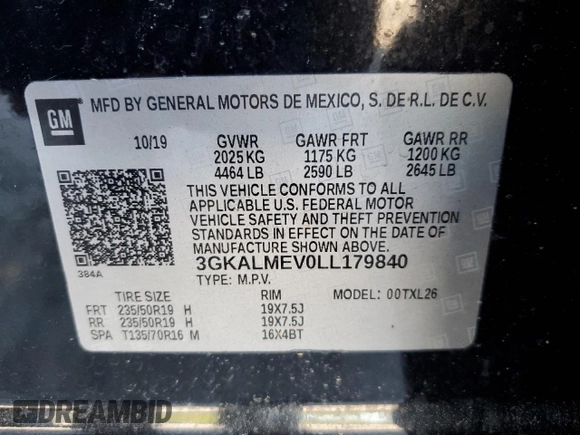 GM
MFD BY GENERAL MOTORS DE MEXICO, S. DE R.L. DE C.V.
10/19 GVWR GAWR FRT GAWR RR
2025 KG 1175 KG 1200 KG
4464 LB 2590 LB 2645 LB
THIS VEHICLE CONFORMS TO ALL
APPLICABLE U.S. FEDERAL MOTOR
VEHICLE SAFETY AND THEFT PREVENTION
STANDARDS IN EFFECT ON THE DATE OF
MANUFACTURE SHOWN ABOVE.
384A
3GKALMEV0LL179840
TYPE: M.P.V.
TIRE SIZE RIM MODEL: 00TXL26
FRT 235/50R19 H 19X7.5J
RR 235/50R19 H 19X7.5J
SPA T135/70R16 M 16X4BT
DREAMBID